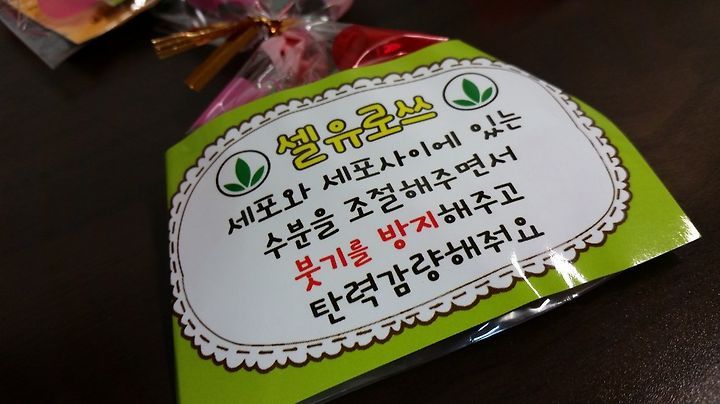 셀유로쓰
세포와 세포사이에 있는
수분을 조절해주면서
붓기를 방지해주고
탄력감량해줘요